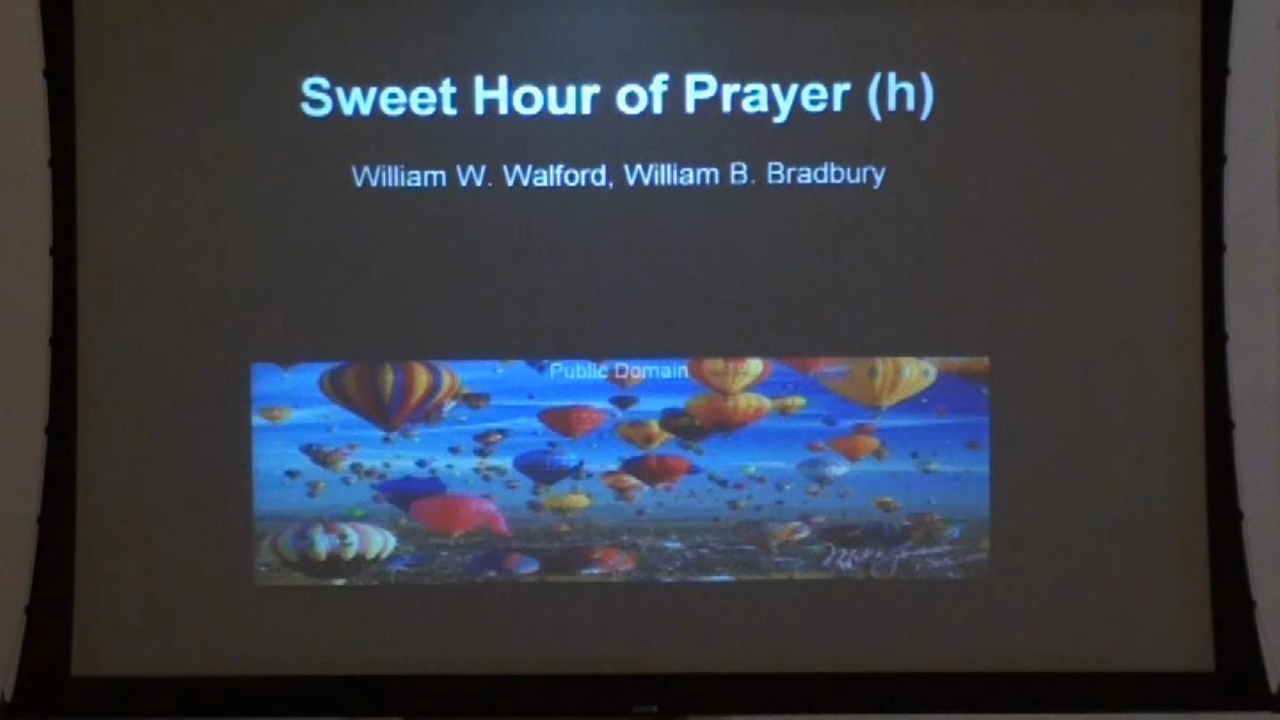 Sweet Hour of Prayer (h)
William W. Walford, William B. Bradbury
Public Domain